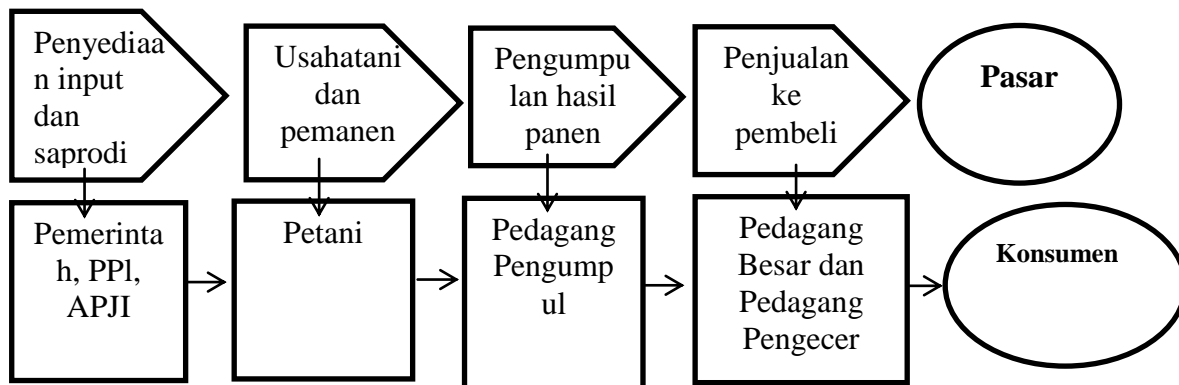 Penyediaa
n input
dan
saprodi
Usahatani
dan
pemanen
Pengumpu
lan hasil
panen
Penjualan
ke
pembeli
Pasar
Pemerinta
h, PPl,
APJI
Petani
Pedagang
Pengump
ul
Pedagang
Besar dan
Pedagang
Pengecer
Konsumen